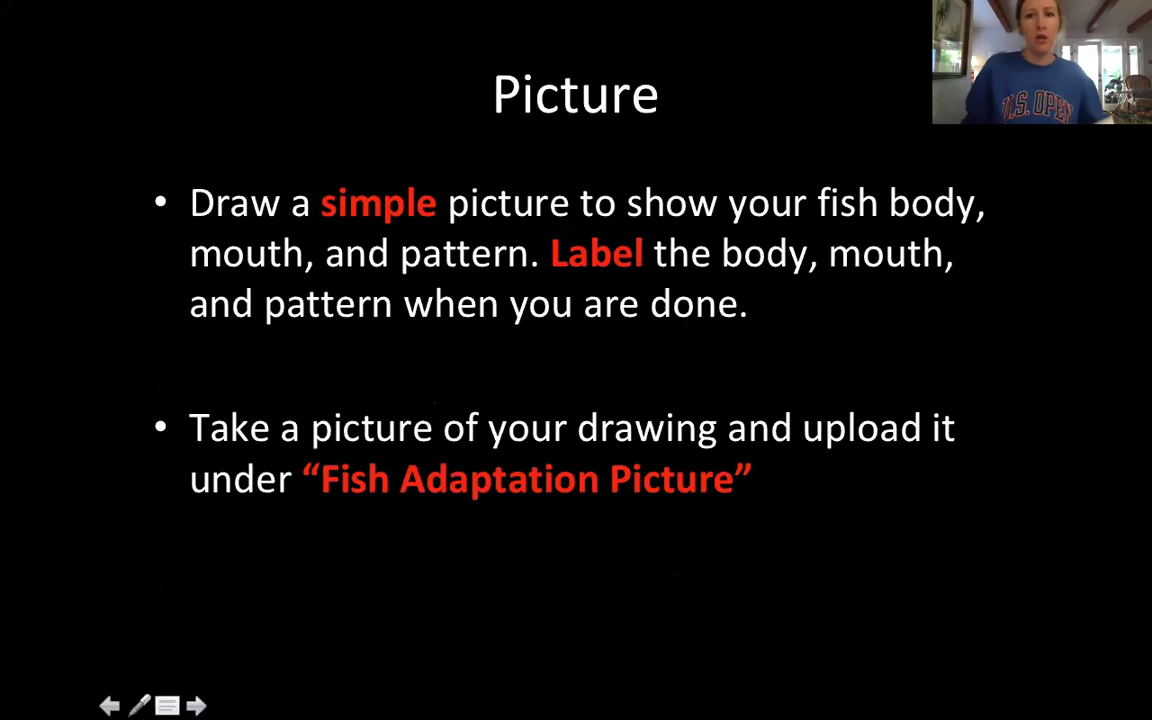 Picture
U.S. OPEN
• Draw a simple picture to show your fish body,
mouth, and pattern. Label the body, mouth,
and pattern when you are done.
• Take a picture of your drawing and upload it
under “Fish Adaptation Picture”